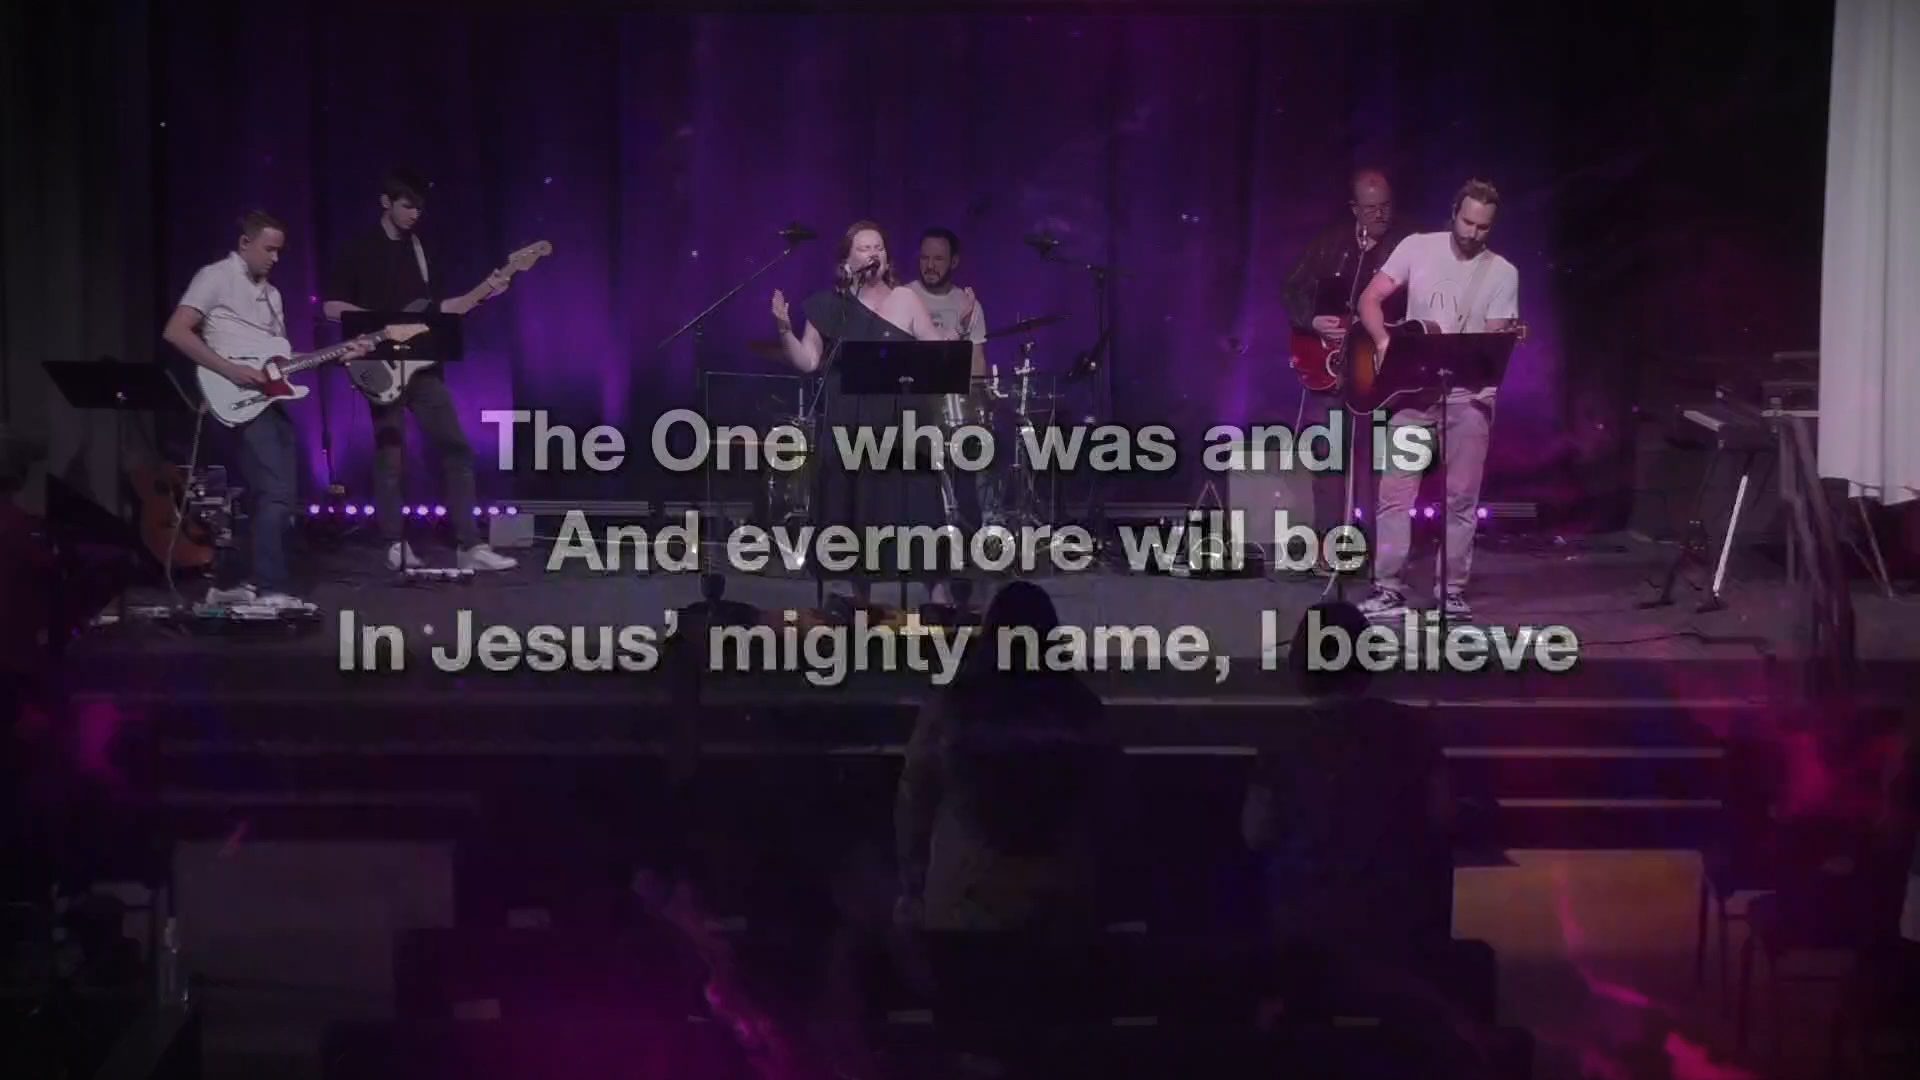 The One who was and is
And evermore will be
In Jesus’ mighty name, I believe